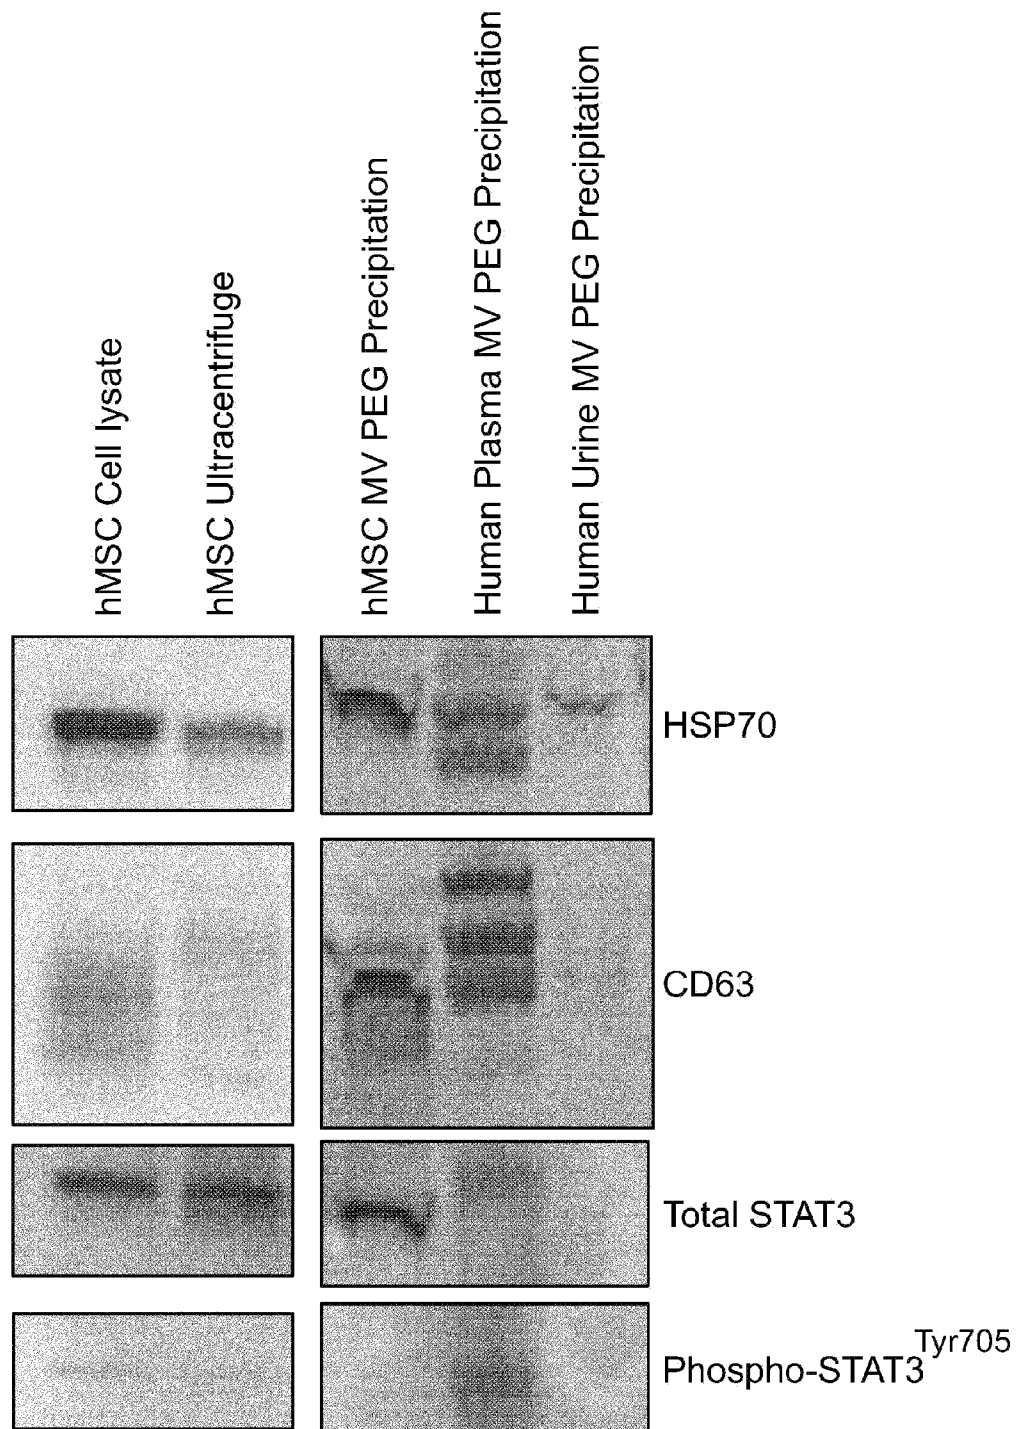 hMSC Cell lysate
hMSC Ultracentrifuge
hMSC MV PEG Precipitation
Human Plasma MV PEG Precipitation
Human Urine MV PEG Precipitation
HSP70
CD63
Total STAT3
Phospho-STAT3Tyr705